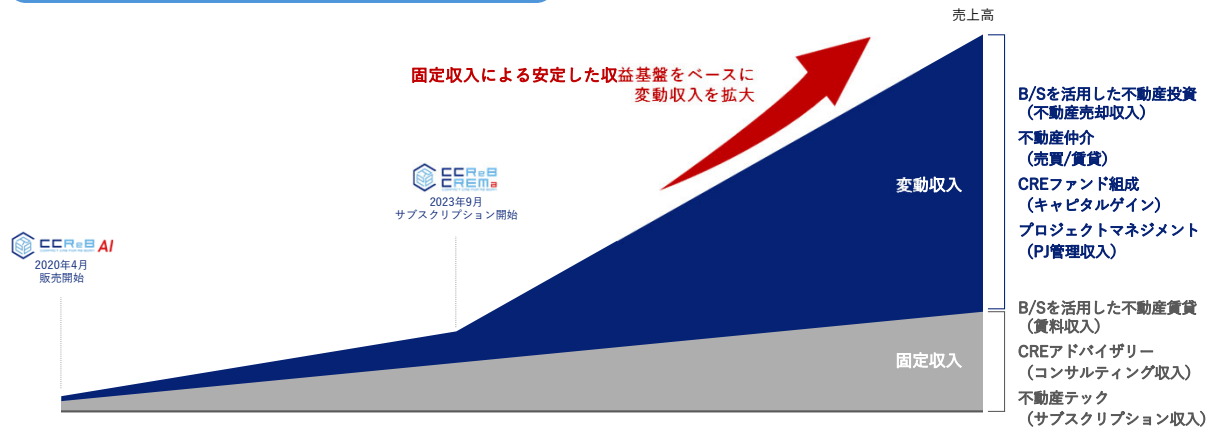 売上高
固定収入による安定した収益基盤をベースに
変動収入を拡大
B/Sを活用した不動産投資
（不動産売却収入）
不動産仲介
（売買/賃貸）
CREファンド組成
（キャピタルゲイン）
プロジェクトマネジメント
（PJ管理収入）
変動収入
CCReB
CREMa
2023年9月
サブスクリプション開始
CCReB AI
2020年4月
販売開始
B/Sを活用した不動産賃貸
（賃料収入）
CREアドバイザリー
（コンサルティング収入）
不動産テック
（サブスクリプション収入）
固定収入